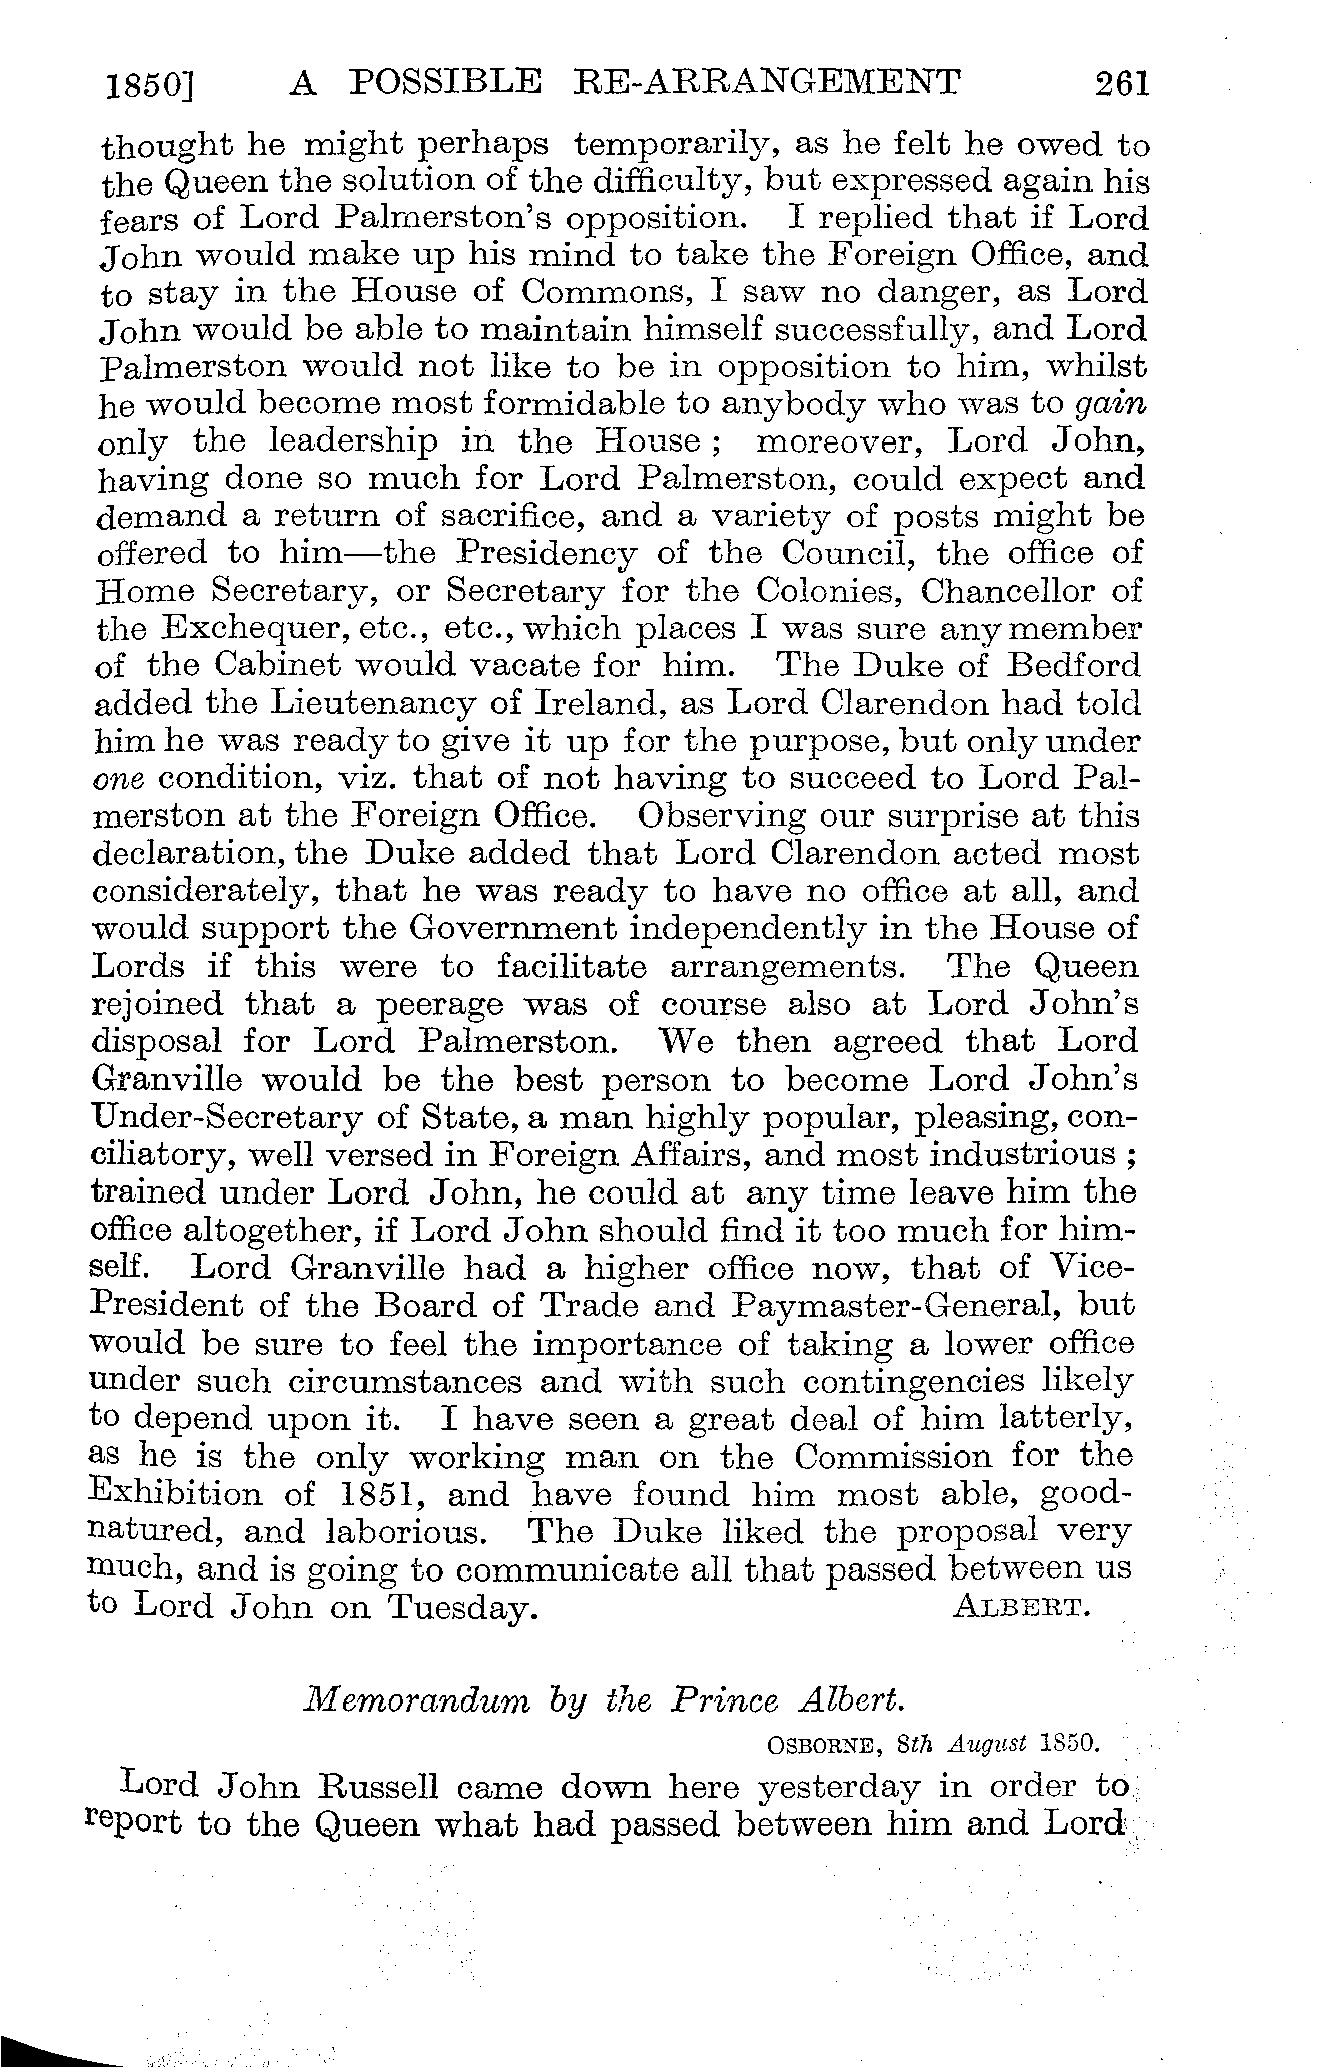 1850] A POSSIBLE RE-ARRANGEMENT 261
thought he might perhaps temporarily, as he felt he owed to
the Queen the solution of the difficulty, but expressed again his
fears of Lord Palmerston's opposition. I replied that if Lord
John would make up his mind to take the Foreign Office, and
to stay in the House of Commons, I saw no danger, as Lord
John would be able to maintain himself successfully, and Lord
Palmerston would not like to be in opposition to him, whilst
he would become most formidable to anybody who was to gain
only the leadership in the House ; moreover, Lord John,
having done so much for Lord Palmerston, could expect and
demand a return of sacrifice, and a variety of posts might be
offered to him—the Presidency of the Council, the office of
Home Secretary, or Secretary for the Colonies, Chancellor of
the Exchequer, etc., etc., which places I was sure any member
of the Cabinet would vacate for him. The Duke of Bedford
added the Lieutenancy of Ireland, as Lord Clarendon had told
him he was ready to give it up for the purpose, but only under
one condition, viz. that of not having to succeed to Lord Pal-
merston at the Foreign Office. Observing our surprise at this
declaration, the Duke added that Lord Clarendon acted most
considerately, that he was ready to have no office at all, and
would support the Government independently in the House of
Lords if this were to facilitate arrangements. The Queen
rejoined that a peerage was of course also at Lord John's
disposal for Lord Palmerston. We then agreed that Lord
Granville would be the best person to become Lord John's
Under-Secretary of State, a man highly popular, pleasing, con-
ciliatory, well versed in Foreign Affairs, and most industrious ;
trained under Lord John, he could at any time leave him the
office altogether, if Lord John should find it too much for him-
self. Lord Granville had a higher office now, that of Vice-
President of the Board of Trade and Paymaster-General, but
would be sure to feel the importance of taking a lower office
under such circumstances and with such contingencies likely
to depend upon it. I have seen a great deal of him latterly,
as he is the only working man on the Commission for the
Exhibition of 1851, and have found him most able, good-
natured, and laborious. The Duke liked the proposal very
much, and is going to communicate all that passed between us
to Lord John on Tuesday. ALBERT.
Memorandum by the Prince Albert.
OSBORNE, 8th August 1850.
Lord John Russell came down here yesterday in order to
report to the Queen what had passed between him and Lord